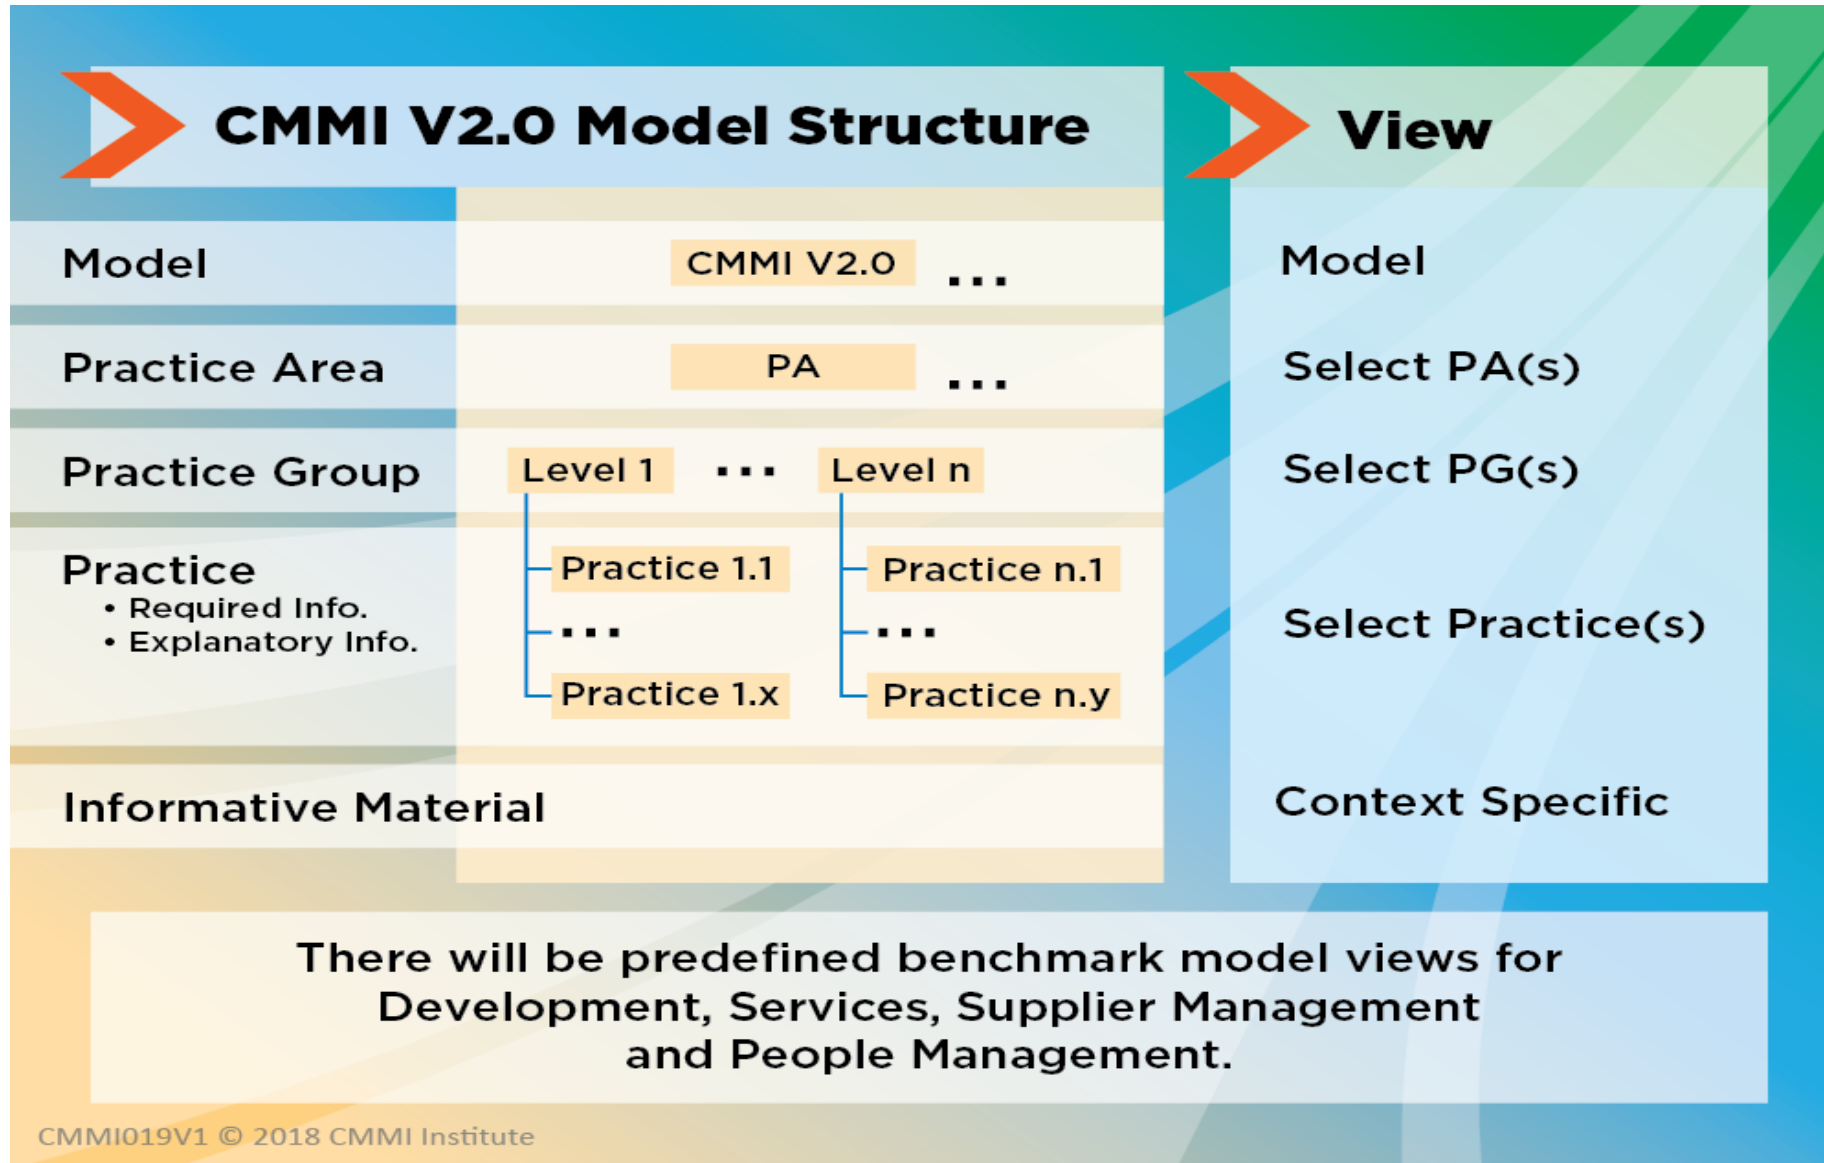 CMMI V2.0 Model Structure
View
Model
CMMI V2.0 ...
Model
Practice Area
PA ...
Select PA(s)
Practice Group
Level 1 ... Level n
Select PG(s)
Practice
• Required Info.
• Explanatory Info.
Practice 1.1
...
Practice 1.x
Practice n.1
...
Practice n.y
Select Practice(s)
Informative Material
Context Specific
There will be predefined benchmark model views for
Development, Services, Supplier Management
and People Management.
CMMI019V1 © 2018 CMMI Institute